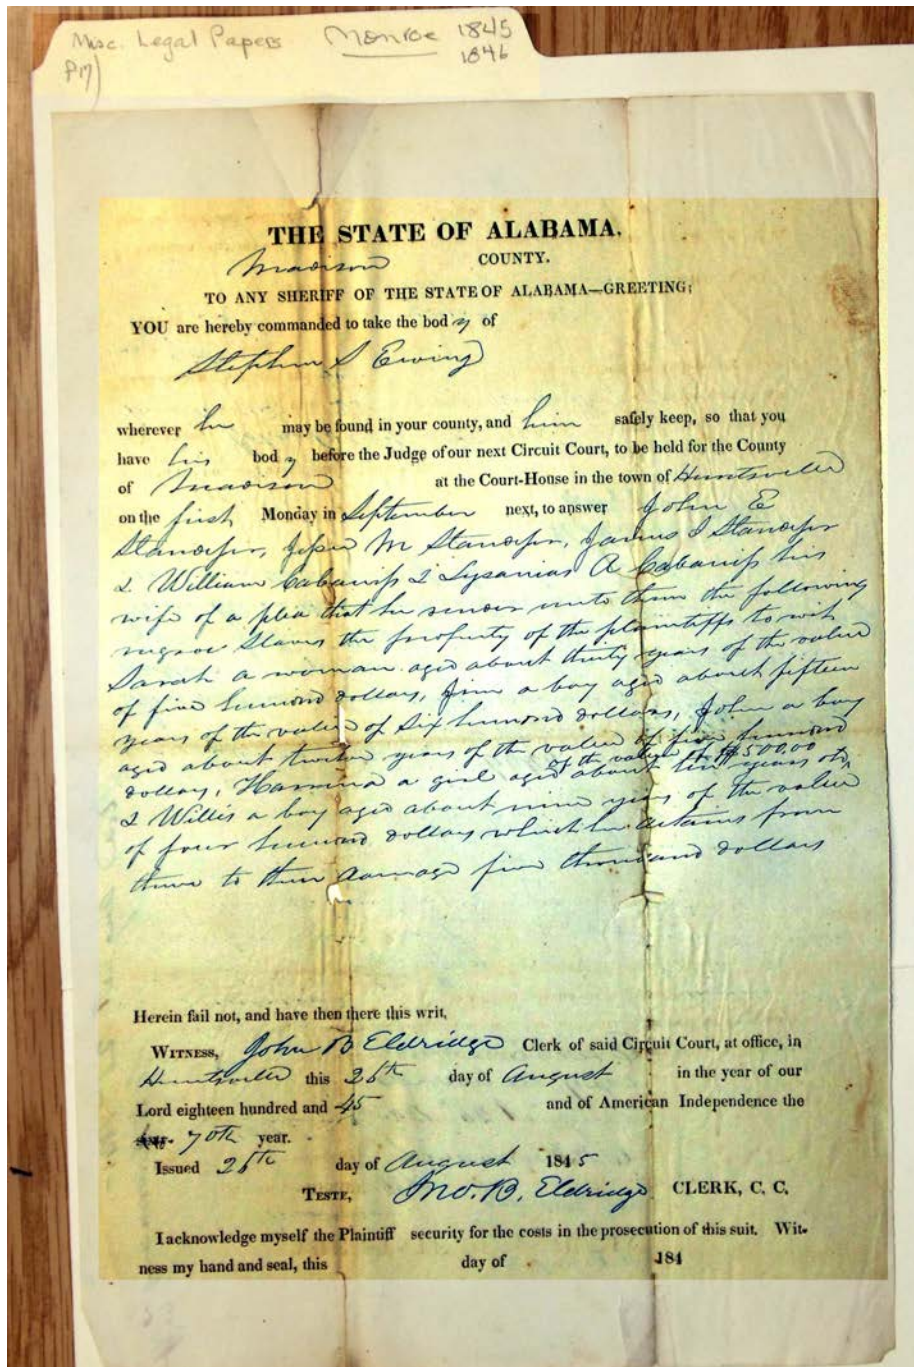 Misc. Legal Papers Monroe 1845
1846
P17)
THE STATE OF ALABAMA,
Madison COUNTY.
TO ANY SHERIFF OF THE STATE OF ALABAMA—GREETING:
YOU are hereby commanded to take the body of
Stephen S Ewing
wherever he may be found in your county, and him safely keep, so that you
have his body before the Judge of our next Circuit Court, to be held for the County
of Madison at the Court-House in the town of Huntsville
on the first Monday in September next, to answer John E
Standefer, M Standefer, James I Standefer
& William Cabaniss & Lysanias A Cabaniss his
wife of a plea that he render unto them the following
negroe Slaves the property of the plaintiffs to wit
Sarah a woman aged about thirty years of the value
of five hundred dollars, Jim a boy aged about fifteen
years of the value of Six hundred dollars, John a boy
aged about twelve years of the value of five hundred
of the value of $500.00
dollars, a girl aged about ten years old
& Willis a boy aged about nine years of the value
of four hundred dollars which he detains from
them to their damage five thousand dollars
Herein fail not, and have then there this writ,
WITNESS, John B Eldridge Clerk of said Circuit Court, at office, in
Huntsville this 26th day of August in the year of our
Lord eighteen hundred and 45 and of American Independence the
70th year.
Issued 26th day of August 1845
TESTE, Jno. B. Eldridge CLERK, C. C.
I acknowledge myself the Plaintiff security for the costs in the prosecution of this suit. Wit-
ness my hand and seal, this day of 184